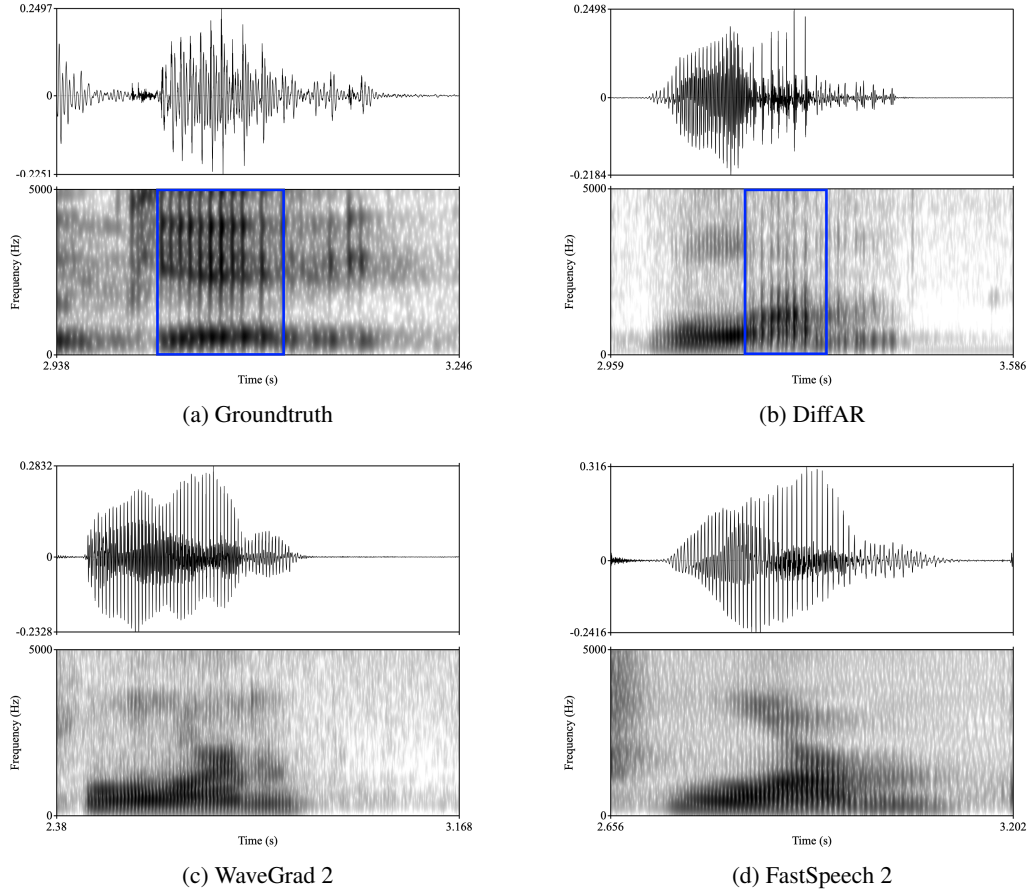 0.2497
0
-0.2251
5000
Frequency (Hz)
0
2.938
3.246
Time (s)
(a) Groundtruth
0.2498
0
-0.2184
5000
Frequency (Hz)
0
2.959
3.586
Time (s)
(b) DiffAR
0.2832
0
-0.2328
5000
Frequency (Hz)
0
2.38
3.168
Time (s)
(c) WaveGrad 2
0.316
0
-0.2416
5000
Frequency (Hz)
0
2.656
3.202
Time (s)
(d) FastSpeech 2